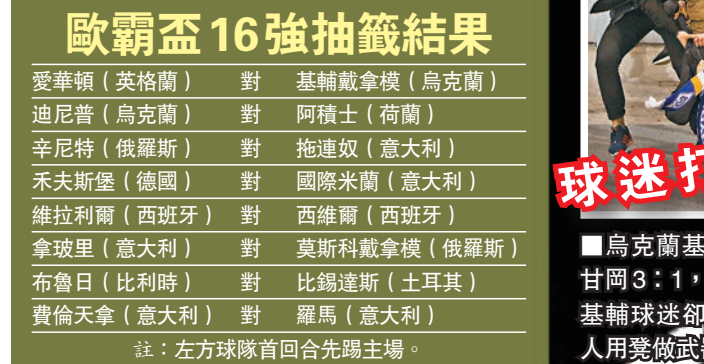 歐霸盃16強抽籤結果
愛華頓（英格蘭） 對 基輔戴拿模（烏克蘭）
迪尼普（烏克蘭） 對 阿積士（荷蘭）
辛尼特（俄羅斯） 對 拖連奴（意大利）
禾夫斯堡（德國） 對 國際米蘭（意大利）
維拉利爾（西班牙） 對 西維爾（西班牙）
拿玻里（意大利） 對 莫斯科戴拿模（俄羅斯）
布魯日（比利時） 對 比錫達斯（土耳其）
費倫天拿（意大利） 對 羅馬（意大利）
註：左方球隊首回合先踢主場。
球迷打
■烏克蘭基
甘岡3：1，
基輔球迷卻
人用凳做武